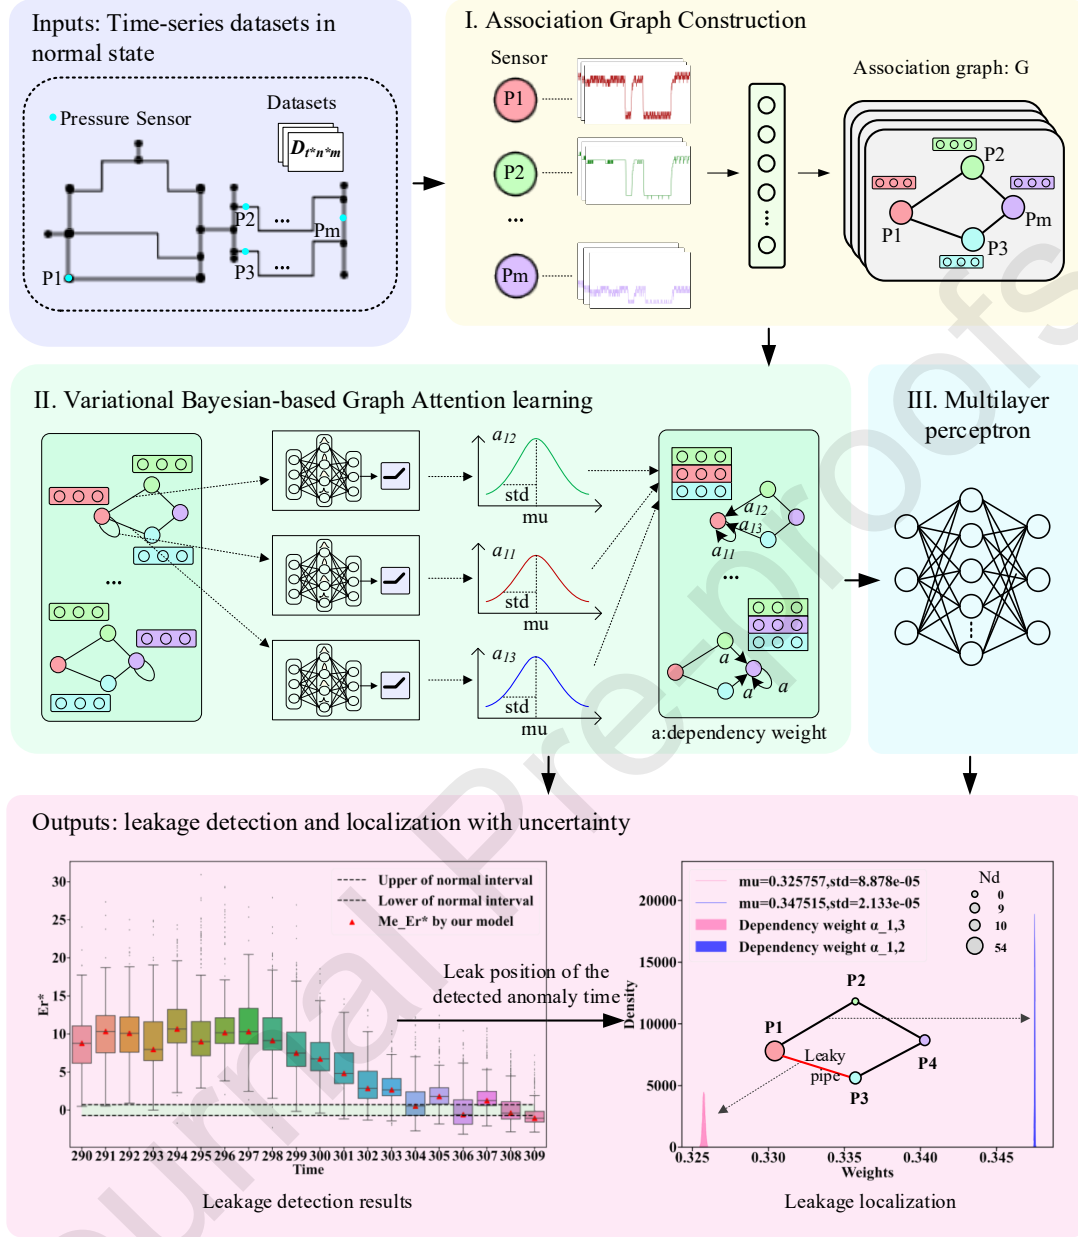 Inputs: Time-series datasets in
normal state
Pressure Sensor
Datasets
D t*n*m
P2
...
Pm
P3
...
P1
I. Association Graph Construction
Sensor
P1
P2
...
Pm
Association graph: G
P2
P1
Pm
P3
II. Variational Bayesian-based Graph Attention learning
...
a12
std
mu
a11
std
mu
a13
std
mu
a12
a13
a11
...
a
a
a
a:dependency weight
III. Multilayer
perceptron
Outputs: leakage detection and localization with uncertainty
Er*
30
25
20
15
10
5
0
Upper of normal interval
Lower of normal interval
Me_Er* by our model
290 291 292 293 294 295 296 297 298 299 300 301 302 303 304 305 306 307 308 309
Time
Leakage detection results
Leak position of the
detected anomaly time
Density
20000
15000
10000
5000
0
mu=0.325757,std=8.878e-05
mu=0.347515,std=2.133e-05
Dependency weight α_1,3
Dependency weight α_1,2
Nd
0
9
10
54
P2
P1
P4
Leaky
pipe
P3
0.325 0.330 0.335 0.340 0.345
Weights
Leakage localization
Journal Pre-proofs